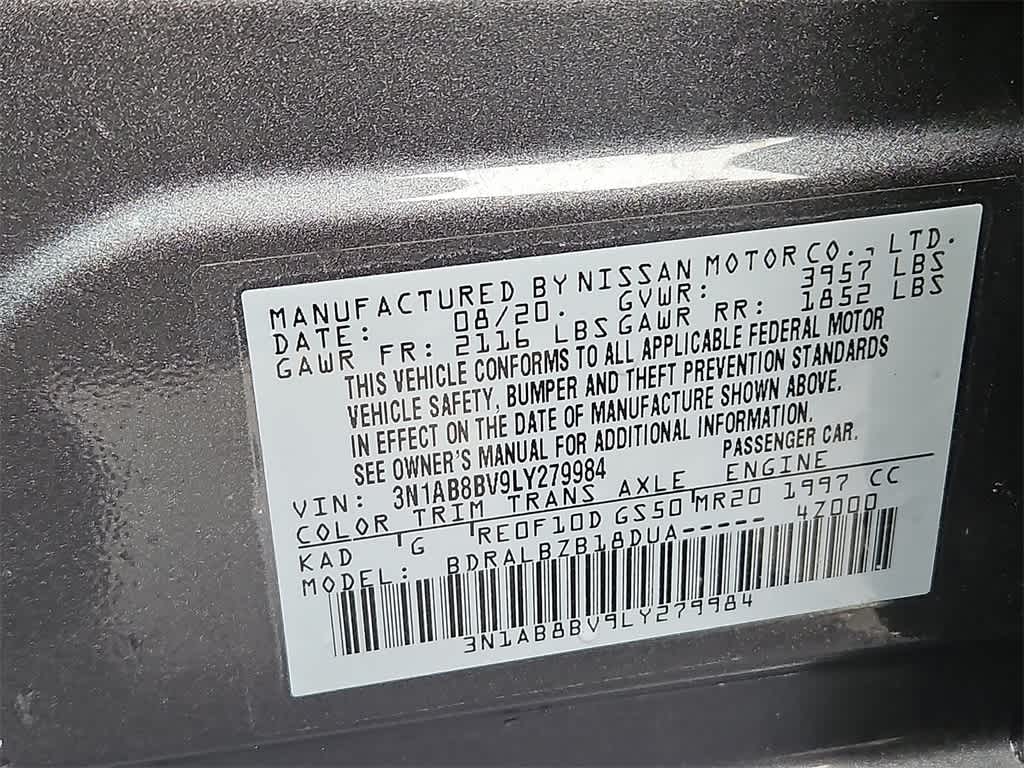 MANUFACTURED BY NISSAN MOTOR CO., LTD.
DATE: 08/20. GVWR: 3957 LBS
GAWR FR: 2116 LBS GAWR RR: 1852 LBS
THIS VEHICLE CONFORMS TO ALL APPLICABLE FEDERAL MOTOR
VEHICLE SAFETY, BUMPER AND THEFT PREVENTION STANDARDS
IN EFFECT ON THE DATE OF MANUFACTURE SHOWN ABOVE.
SEE OWNER'S MANUAL FOR ADDITIONAL INFORMATION.
VIN: 3N1AB8BV9LY279984 PASSENGER CAR.
COLOR TRIM TRANS AXLE ENGINE
KAD G RE0F10D GS50 MR20 1997 CC
MODEL: BDRALBZB18DUA----- 4Z000
3N1AB8BV9LY279984